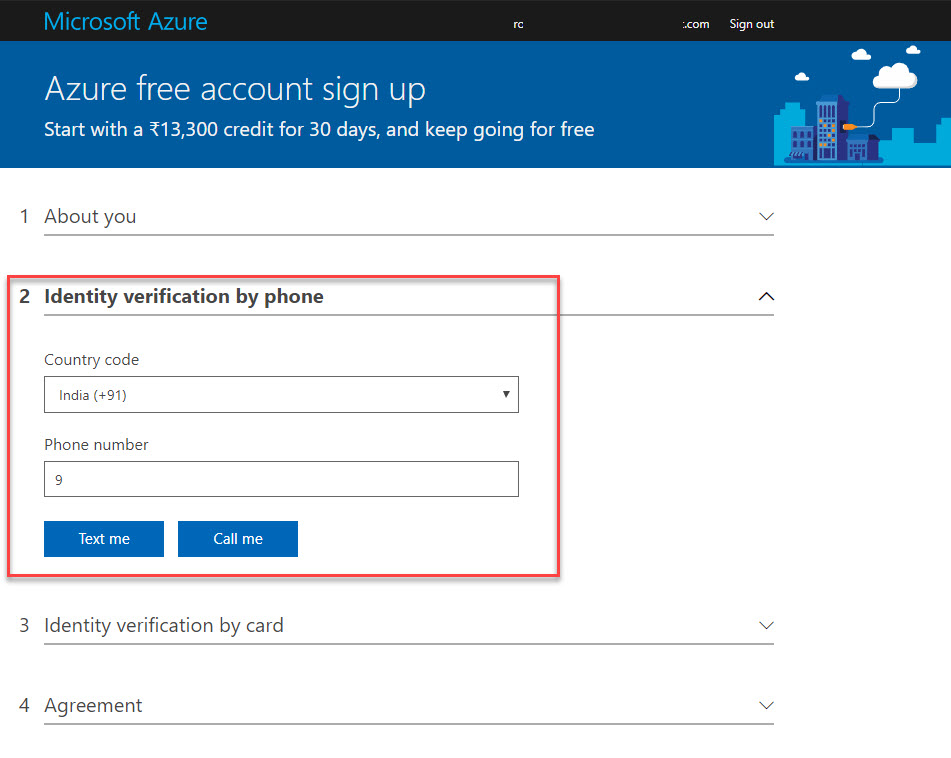 Microsoft Azure
rc
.com
Sign out
Azure free account sign up
Start with a ₹13,300 credit for 30 days, and keep going for free
1 About you
2 Identity verification by phone
Country code
India (+91)
Phone number
9
Text me
Call me
3 Identity verification by card
4 Agreement